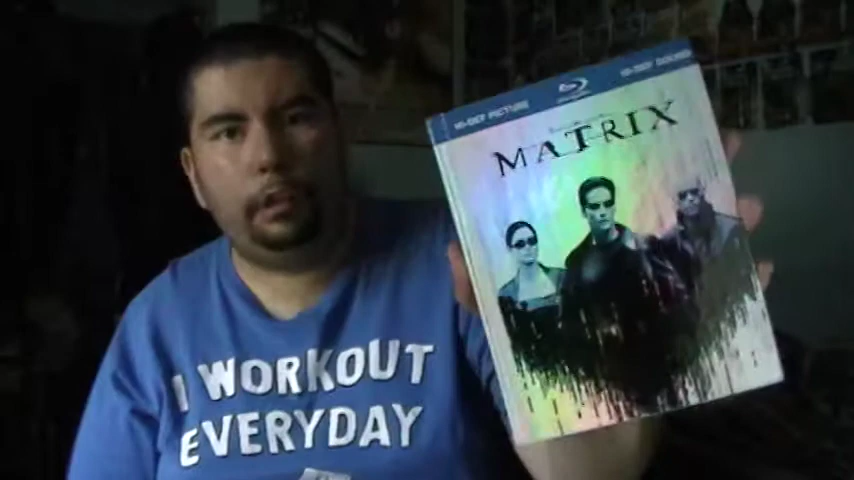 HI-DEF PICTURE
HI-DEF SOUND
MATRIX
I WORKOUT
EVERYDAY